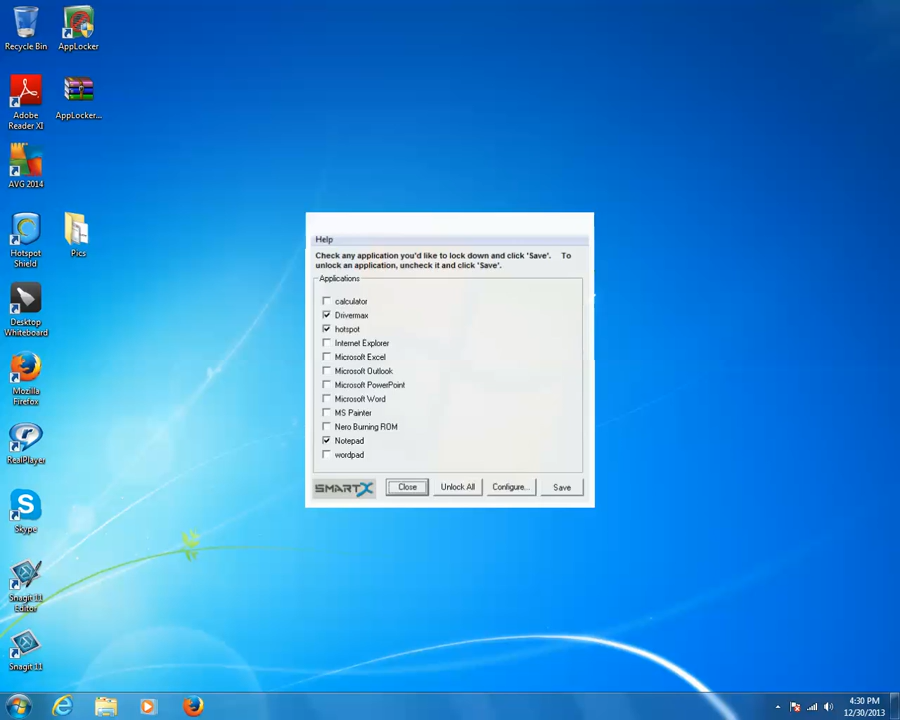 Recycle Bin
AppLocker
Adobe
Reader XI
AppLocker...
AVG 2014
Hotspot
Shield
Pics
Desktop
Whiteboard
Mozilla
Firefox
RealPlayer
Skype
Snagit 11
Editor
Snagit 11
Help
Check any application you'd like to lock down and click 'Save'. To
unlock an application, uncheck it and click 'Save'.
Applications
calculator
Drivermax
hotspot
Internet Explorer
Microsoft Excel
Microsoft Outlook
Microsoft PowerPoint
Microsoft Word
MS Painter
Nero Burning ROM
Notepad
wordpad
SMARTX
Close
Unlock All
Configure...
Save
4:30 PM
12/30/2013